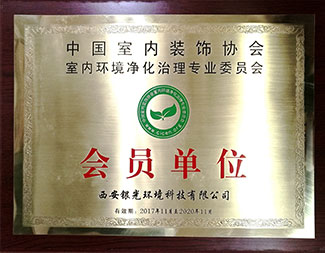 中国室内装饰协会
室内环境净化治理专业委员会
会员单位
西安银光环境科技有限公司
有效期：2017年11月至2020年11月